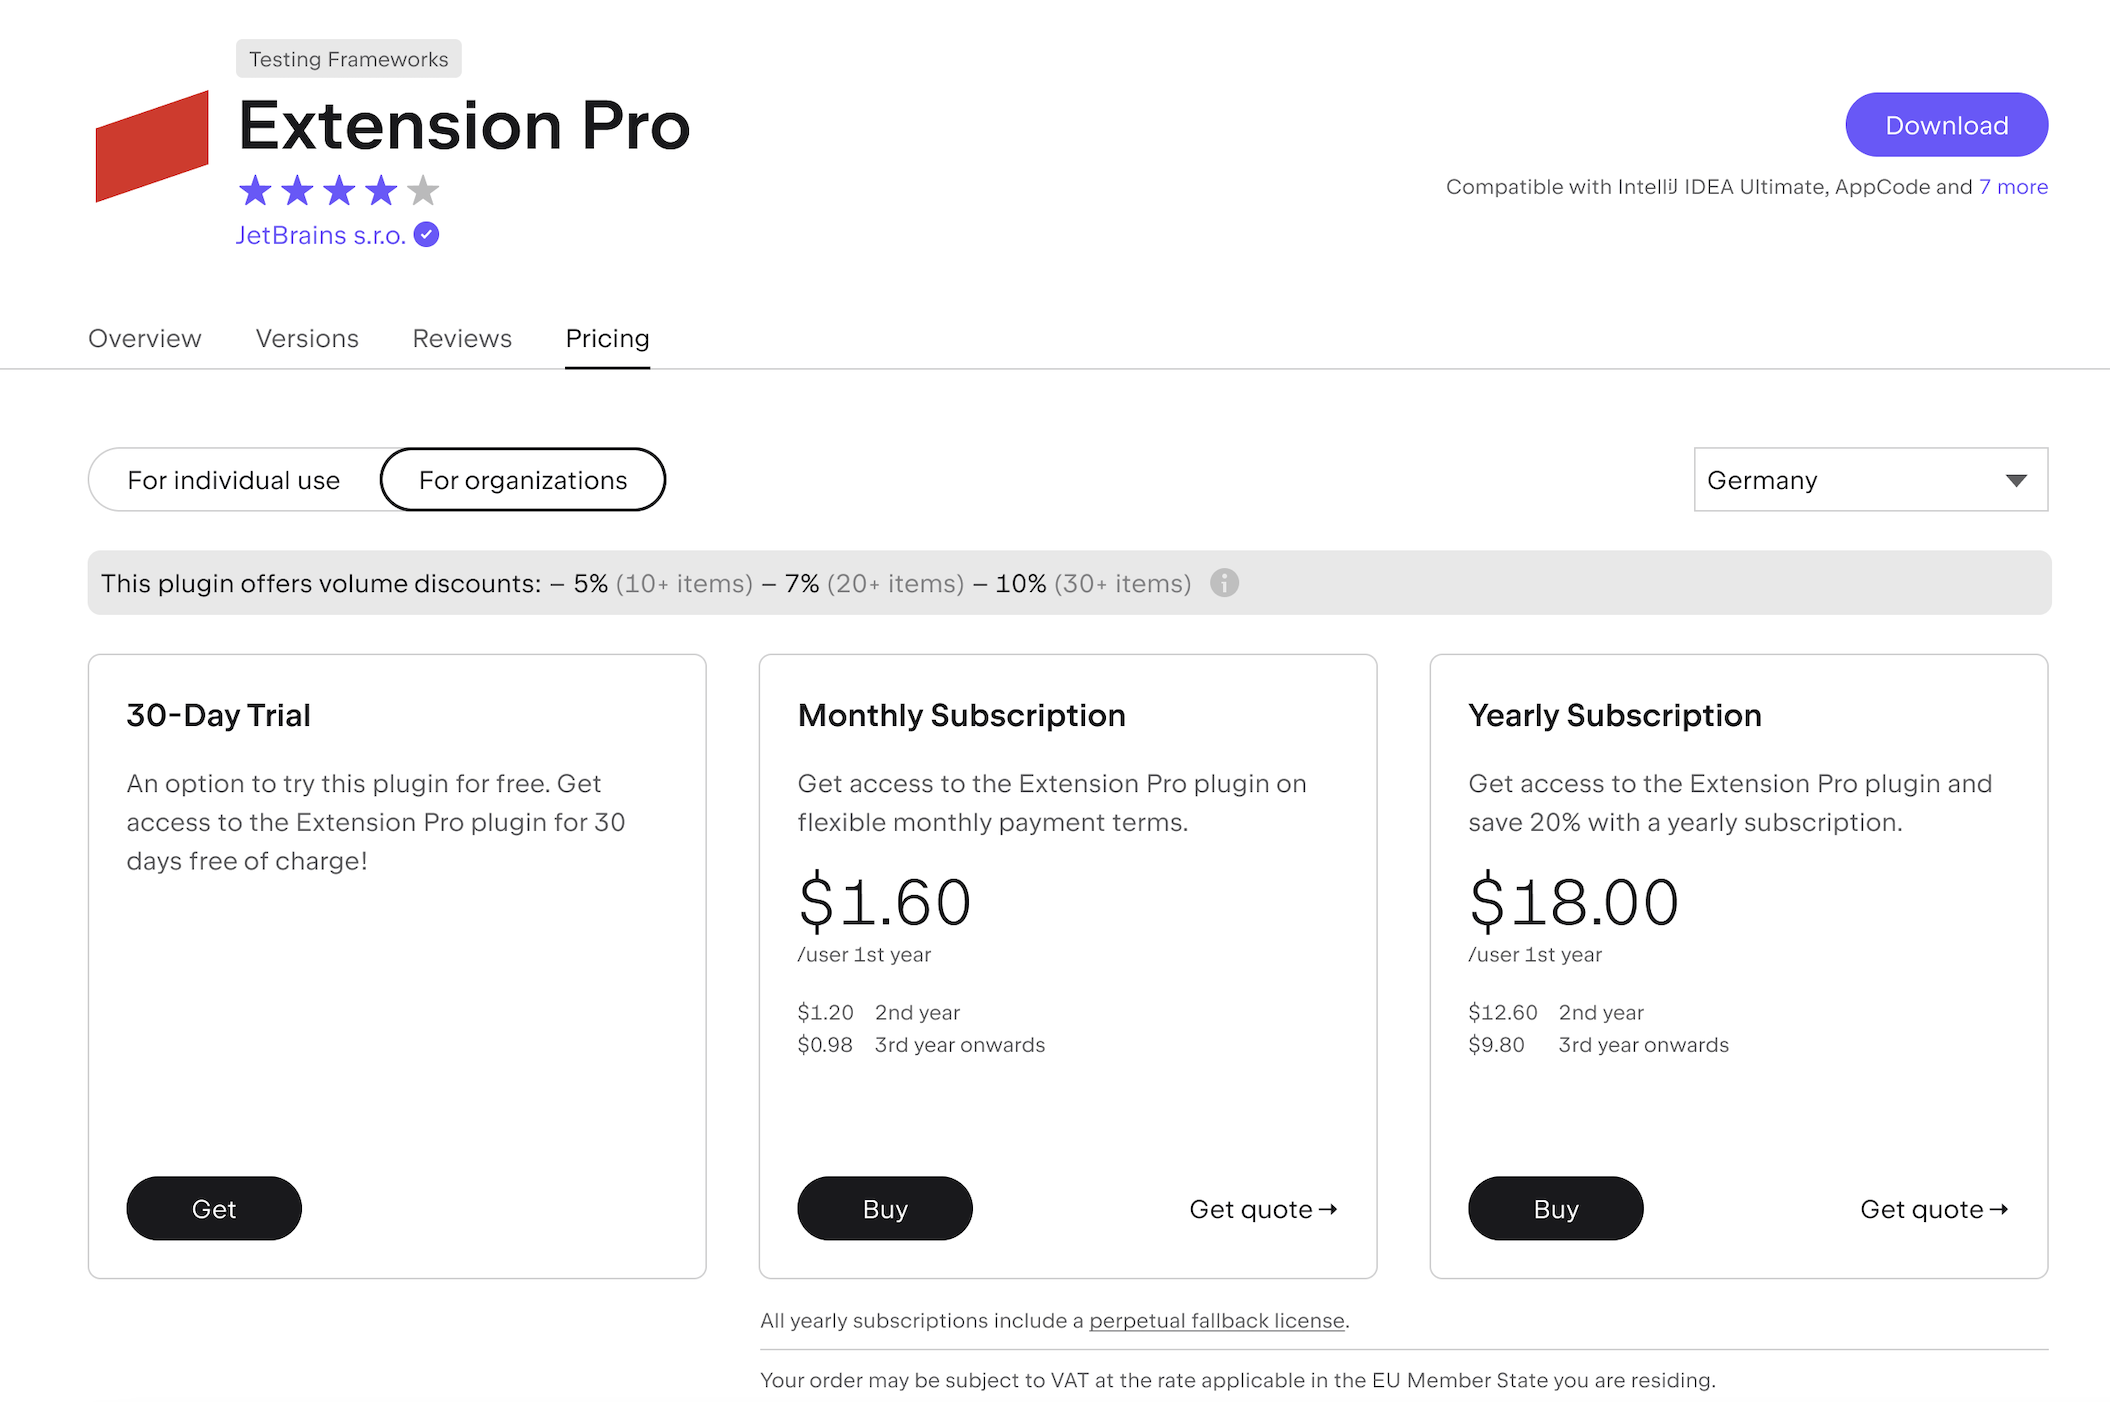 Testing Frameworks
Extension Pro
JetBrains s.r.o.
Download
Compatible with IntelliJ IDEA Ultimate, AppCode and 7 more
Overview Versions Reviews Pricing
For individual use For organizations
Germany
This plugin offers volume discounts: – 5% (10+ items) – 7% (20+ items) – 10% (30+ items)
30-Day Trial
An option to try this plugin for free. Get
access to the Extension Pro plugin for 30
days free of charge!
Get
Monthly Subscription
Get access to the Extension Pro plugin on
flexible monthly payment terms.
$1.60
/user 1st year
$1.20 2nd year
$0.98 3rd year onwards
Buy Get quote →
Yearly Subscription
Get access to the Extension Pro plugin and
save 20% with a yearly subscription.
$18.00
/user 1st year
$12.60 2nd year
$9.80 3rd year onwards
Buy Get quote →
All yearly subscriptions include a perpetual fallback license.
Your order may be subject to VAT at the rate applicable in the EU Member State you are residing.